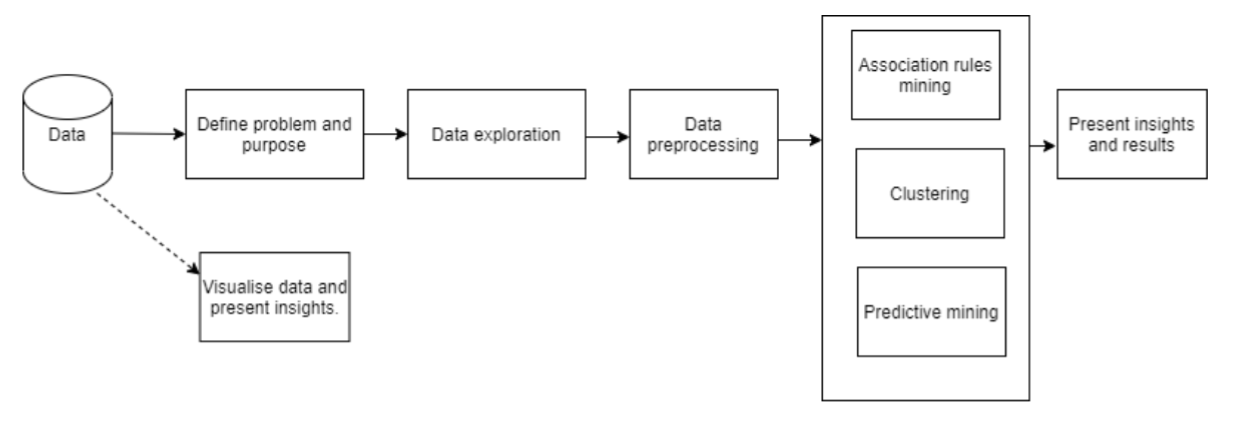 Data
Define problem and
purpose
Data exploration
Data
preprocessing
Association rules
mining
Clustering
Predictive mining
Present insights
and results
Visualise data and
present insights.